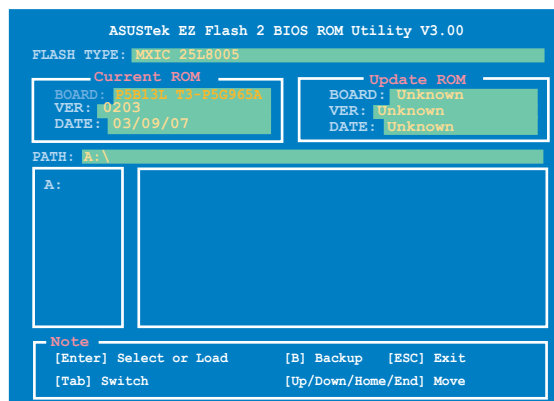 ASUSTek EZ Flash 2 BIOS ROM Utility V3.00
FLASH TYPE: MXIC 25L8005
Current ROM
BOARD: P5B13L T3-P5G965A
VER: 0203
DATE: 03/09/07
Update ROM
BOARD: Unknown
VER: Unknown
DATE: Unknown
PATH: A:\
A:
Note
[Enter] Select or Load [B] Backup [ESC] Exit
[Tab] Switch [Up/Down/Home/End] Move